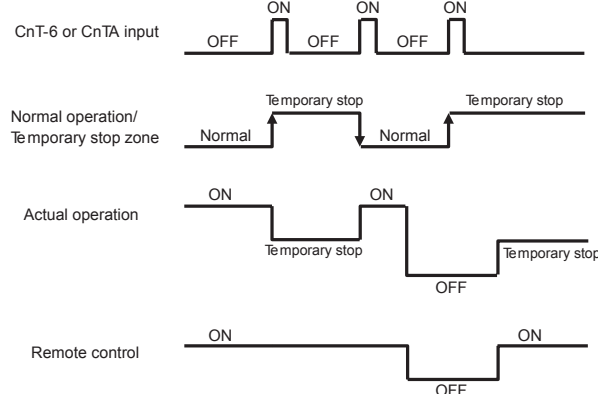 ON ON ON
CnT-6 or CnTA input
OFF OFF OFF
Temporary stop Temporary stop
Normal operation/
Temporary stop zone
Normal Normal
ON ON
Actual operation
Temporary stop Temporary stop
OFF
ON ON
Remote control
OFF